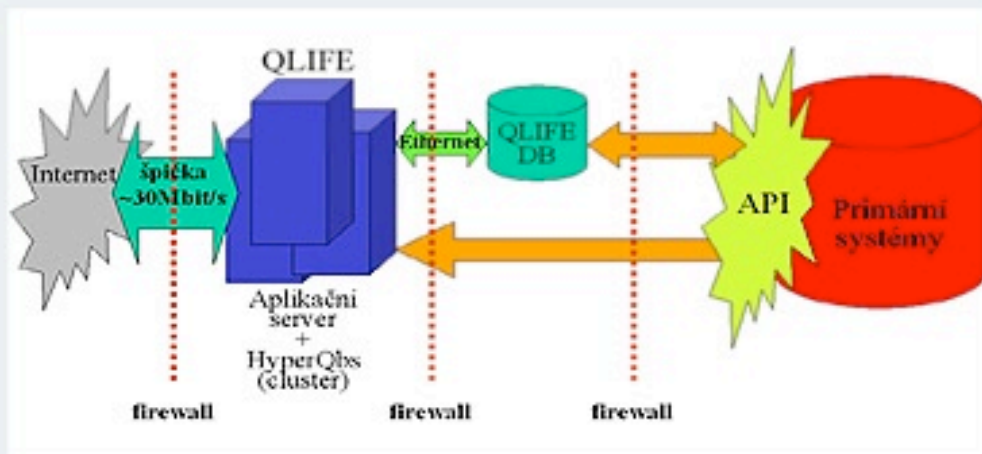 QLIFE
Internet
špička
~30Mbit/s
Ethernet
QLIFE
DB
API
Primární
systémy
Aplikační
server
+
HyperQbs
(cluster)
firewall
firewall
firewall